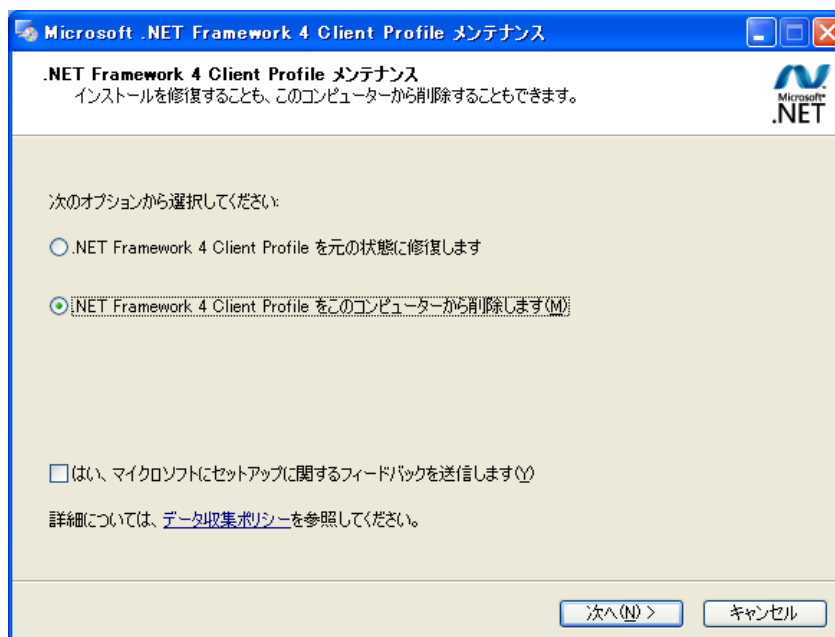 Microsoft .NET Framework 4 Client Profile メンテナンス
.NET Framework 4 Client Profile メンテナンス
インストールを修復することも、このコンピューターから削除することもできます。
Microsoft
.NET
次のオプションから選択してください:
.NET Framework 4 Client Profile を元の状態に修復します
.NET Framework 4 Client Profile をこのコンピューターから削除します(M)
はい、マイクロソフトにセットアップに関するフィードバックを送信します(Y)
詳細については、データ収集ポリシーを参照してください。
次へ(N) >
キャンセル